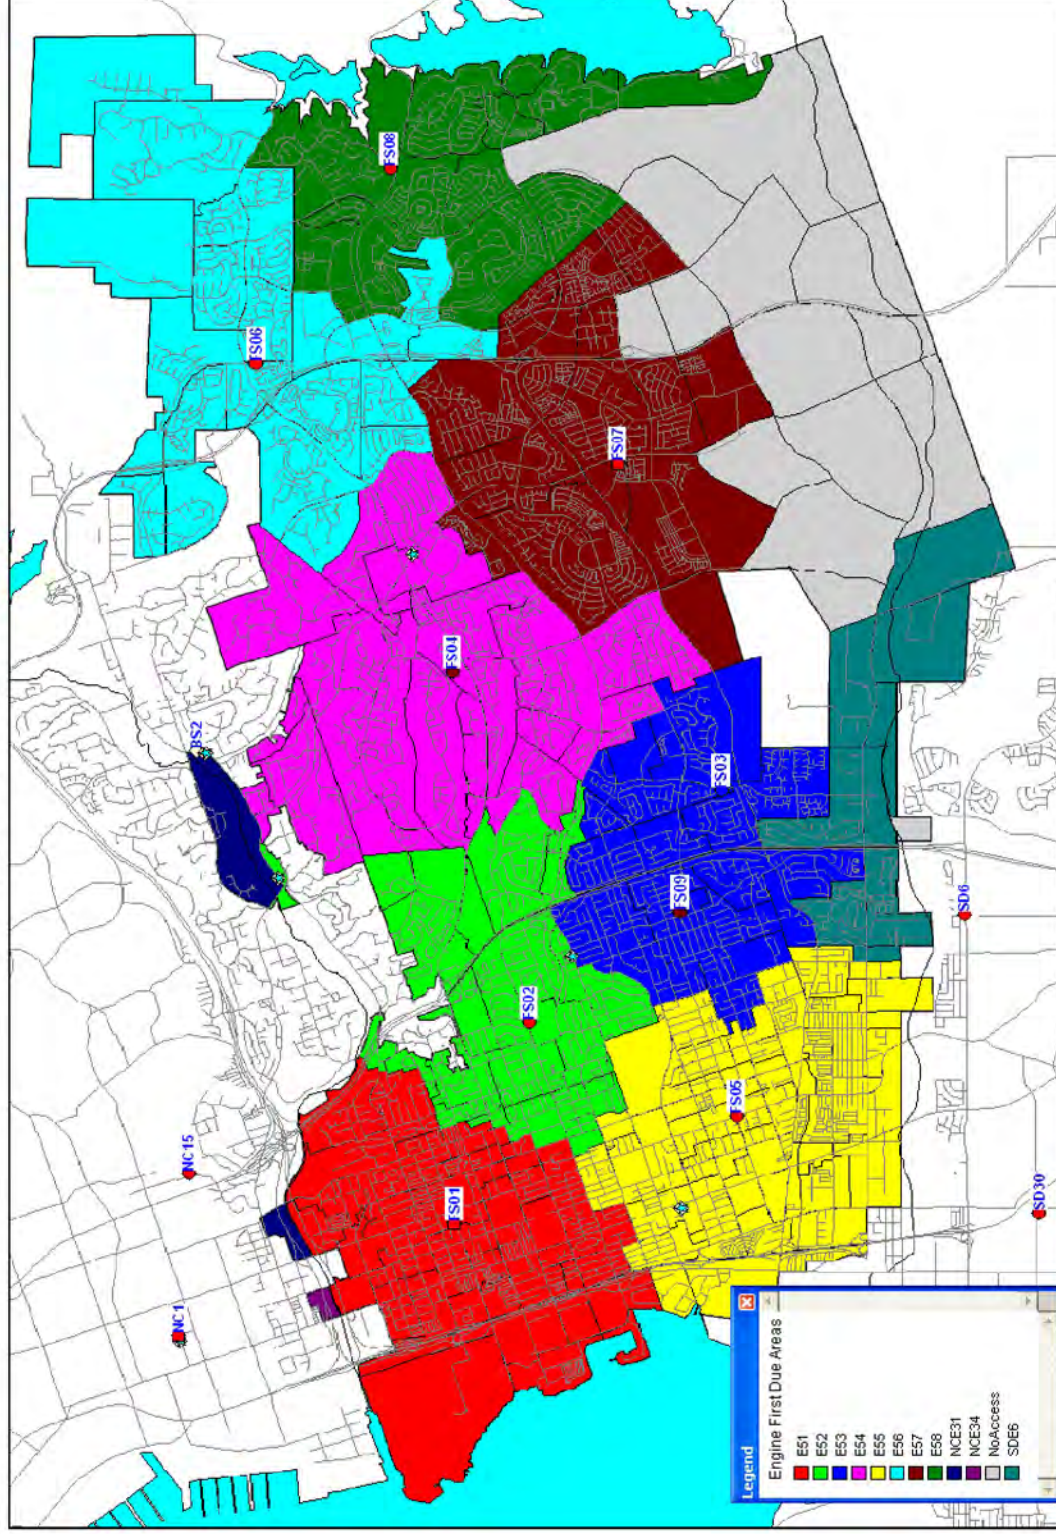 BS2
FS08
FS06
FS07
FS04
FS03
FS09
FS02
SD6
FS05
NC15
FS01
SD30
NC1
Legend
Engine First Due Areas
E51
E52
E53
E54
E55
E56
E57
E58
NCE31
NCE34
NoAccess
SDE6